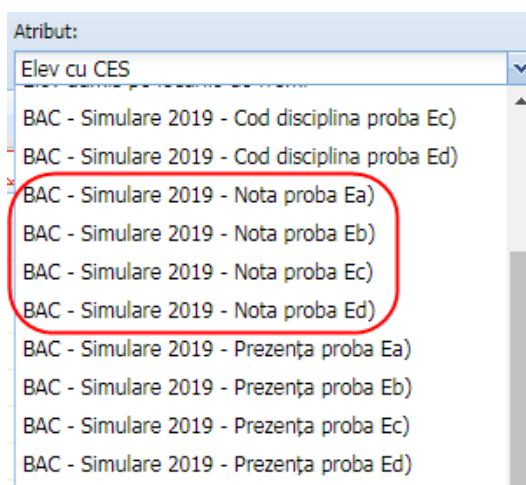 Atribut:
Elev cu CES
BAC - Simulare 2019 - Cod disciplina proba Ec)
BAC - Simulare 2019 - Cod disciplina proba Ed)
BAC - Simulare 2019 - Nota proba Ea)
BAC - Simulare 2019 - Nota proba Eb)
BAC - Simulare 2019 - Nota proba Ec)
BAC - Simulare 2019 - Nota proba Ed)
BAC - Simulare 2019 - Prezența proba Ea)
BAC - Simulare 2019 - Prezența proba Eb)
BAC - Simulare 2019 - Prezența proba Ec)
BAC - Simulare 2019 - Prezența proba Ed)